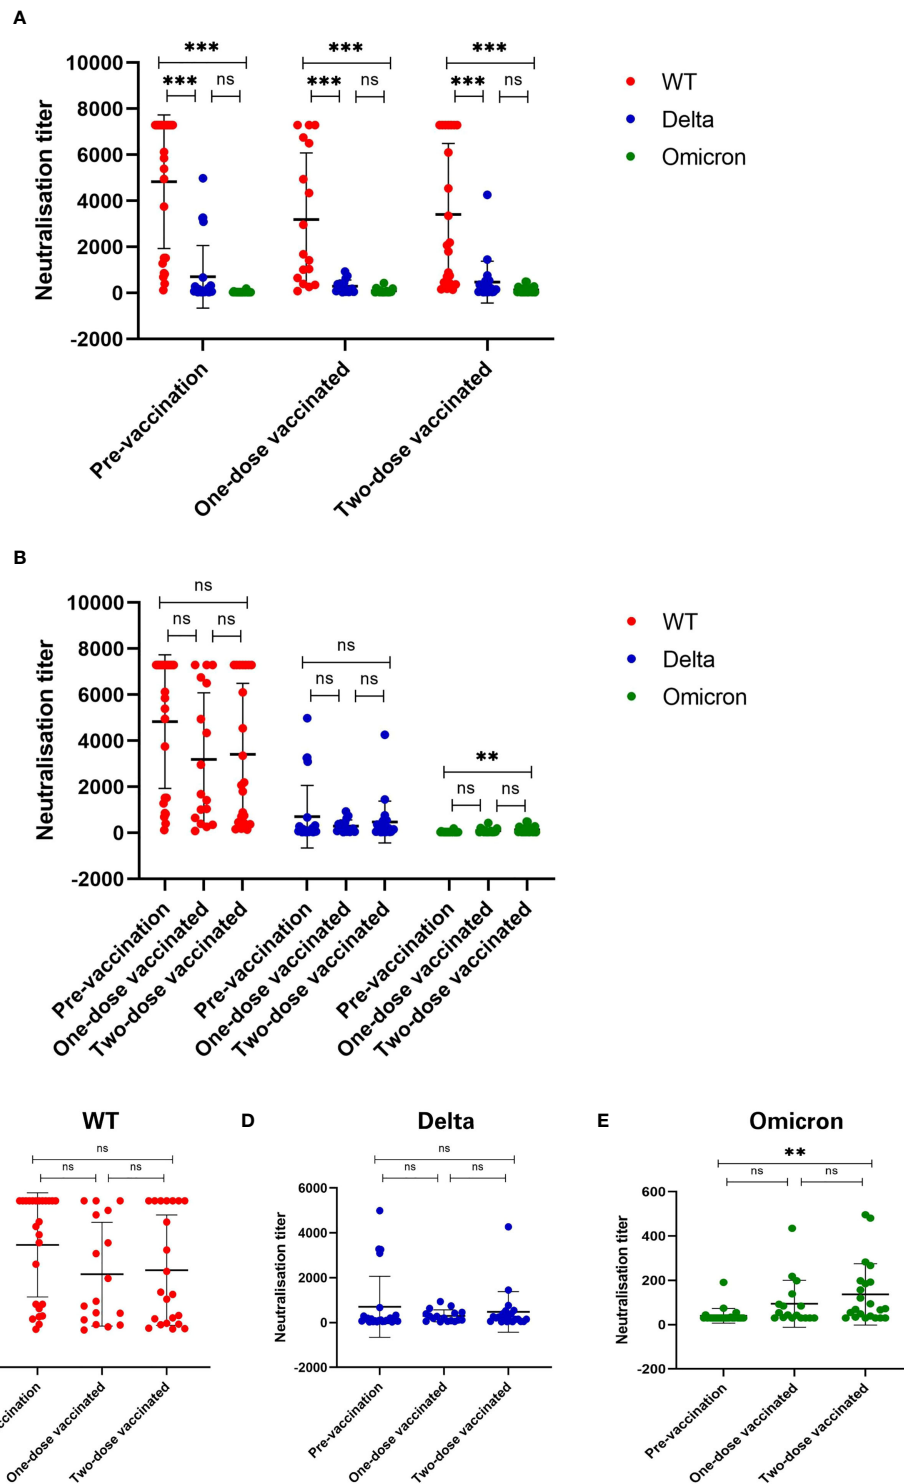 A
***
***
***
***
ns
***
ns
***
ns
10000
8000
6000
4000
2000
0
-2000
Neutralisation titer
WT
Delta
Omicron
Pre-vaccination
One-dose vaccinated
Two-dose vaccinated
B
ns
ns
ns
ns
ns
ns
**
ns
ns
10000
8000
6000
4000
2000
0
-2000
Neutralisation titer
WT
Delta
Omicron
Pre-vaccination
One-dose vaccinated
Two-dose vaccinated
Pre-vaccination
One-dose vaccinated
Two-dose vaccinated
Pre-vaccination
One-dose vaccinated
Two-dose vaccinated
WT
ns
ns
ns
ccination
One-dose vaccinated
Two-dose vaccinated
D
Delta
ns
ns
ns
6000
4000
2000
0
-2000
Neutralisation titer
Pre-vaccination
One-dose vaccinated
Two-dose vaccinated
E
Omicron
**
ns
ns
600
400
200
0
-200
Neutralisation titer
Pre-vaccination
One-dose vaccinated
Two-dose vaccinated